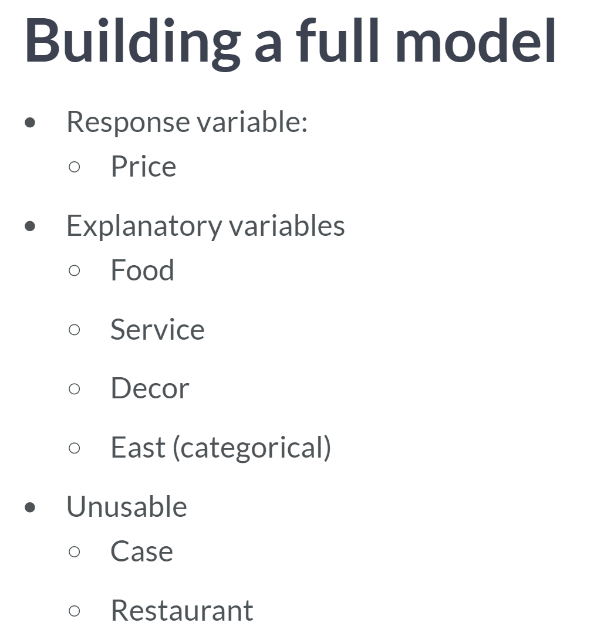 Building a full model
Response variable:
Price
Explanatory variables
Food
Service
Decor
East (categorical)
Unusable
Case
Restaurant